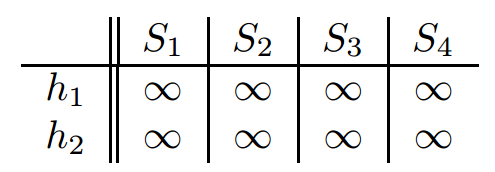 S₁ S₂ S₃ S₄
h₁ ∞ ∞ ∞ ∞
h₂ ∞ ∞ ∞ ∞